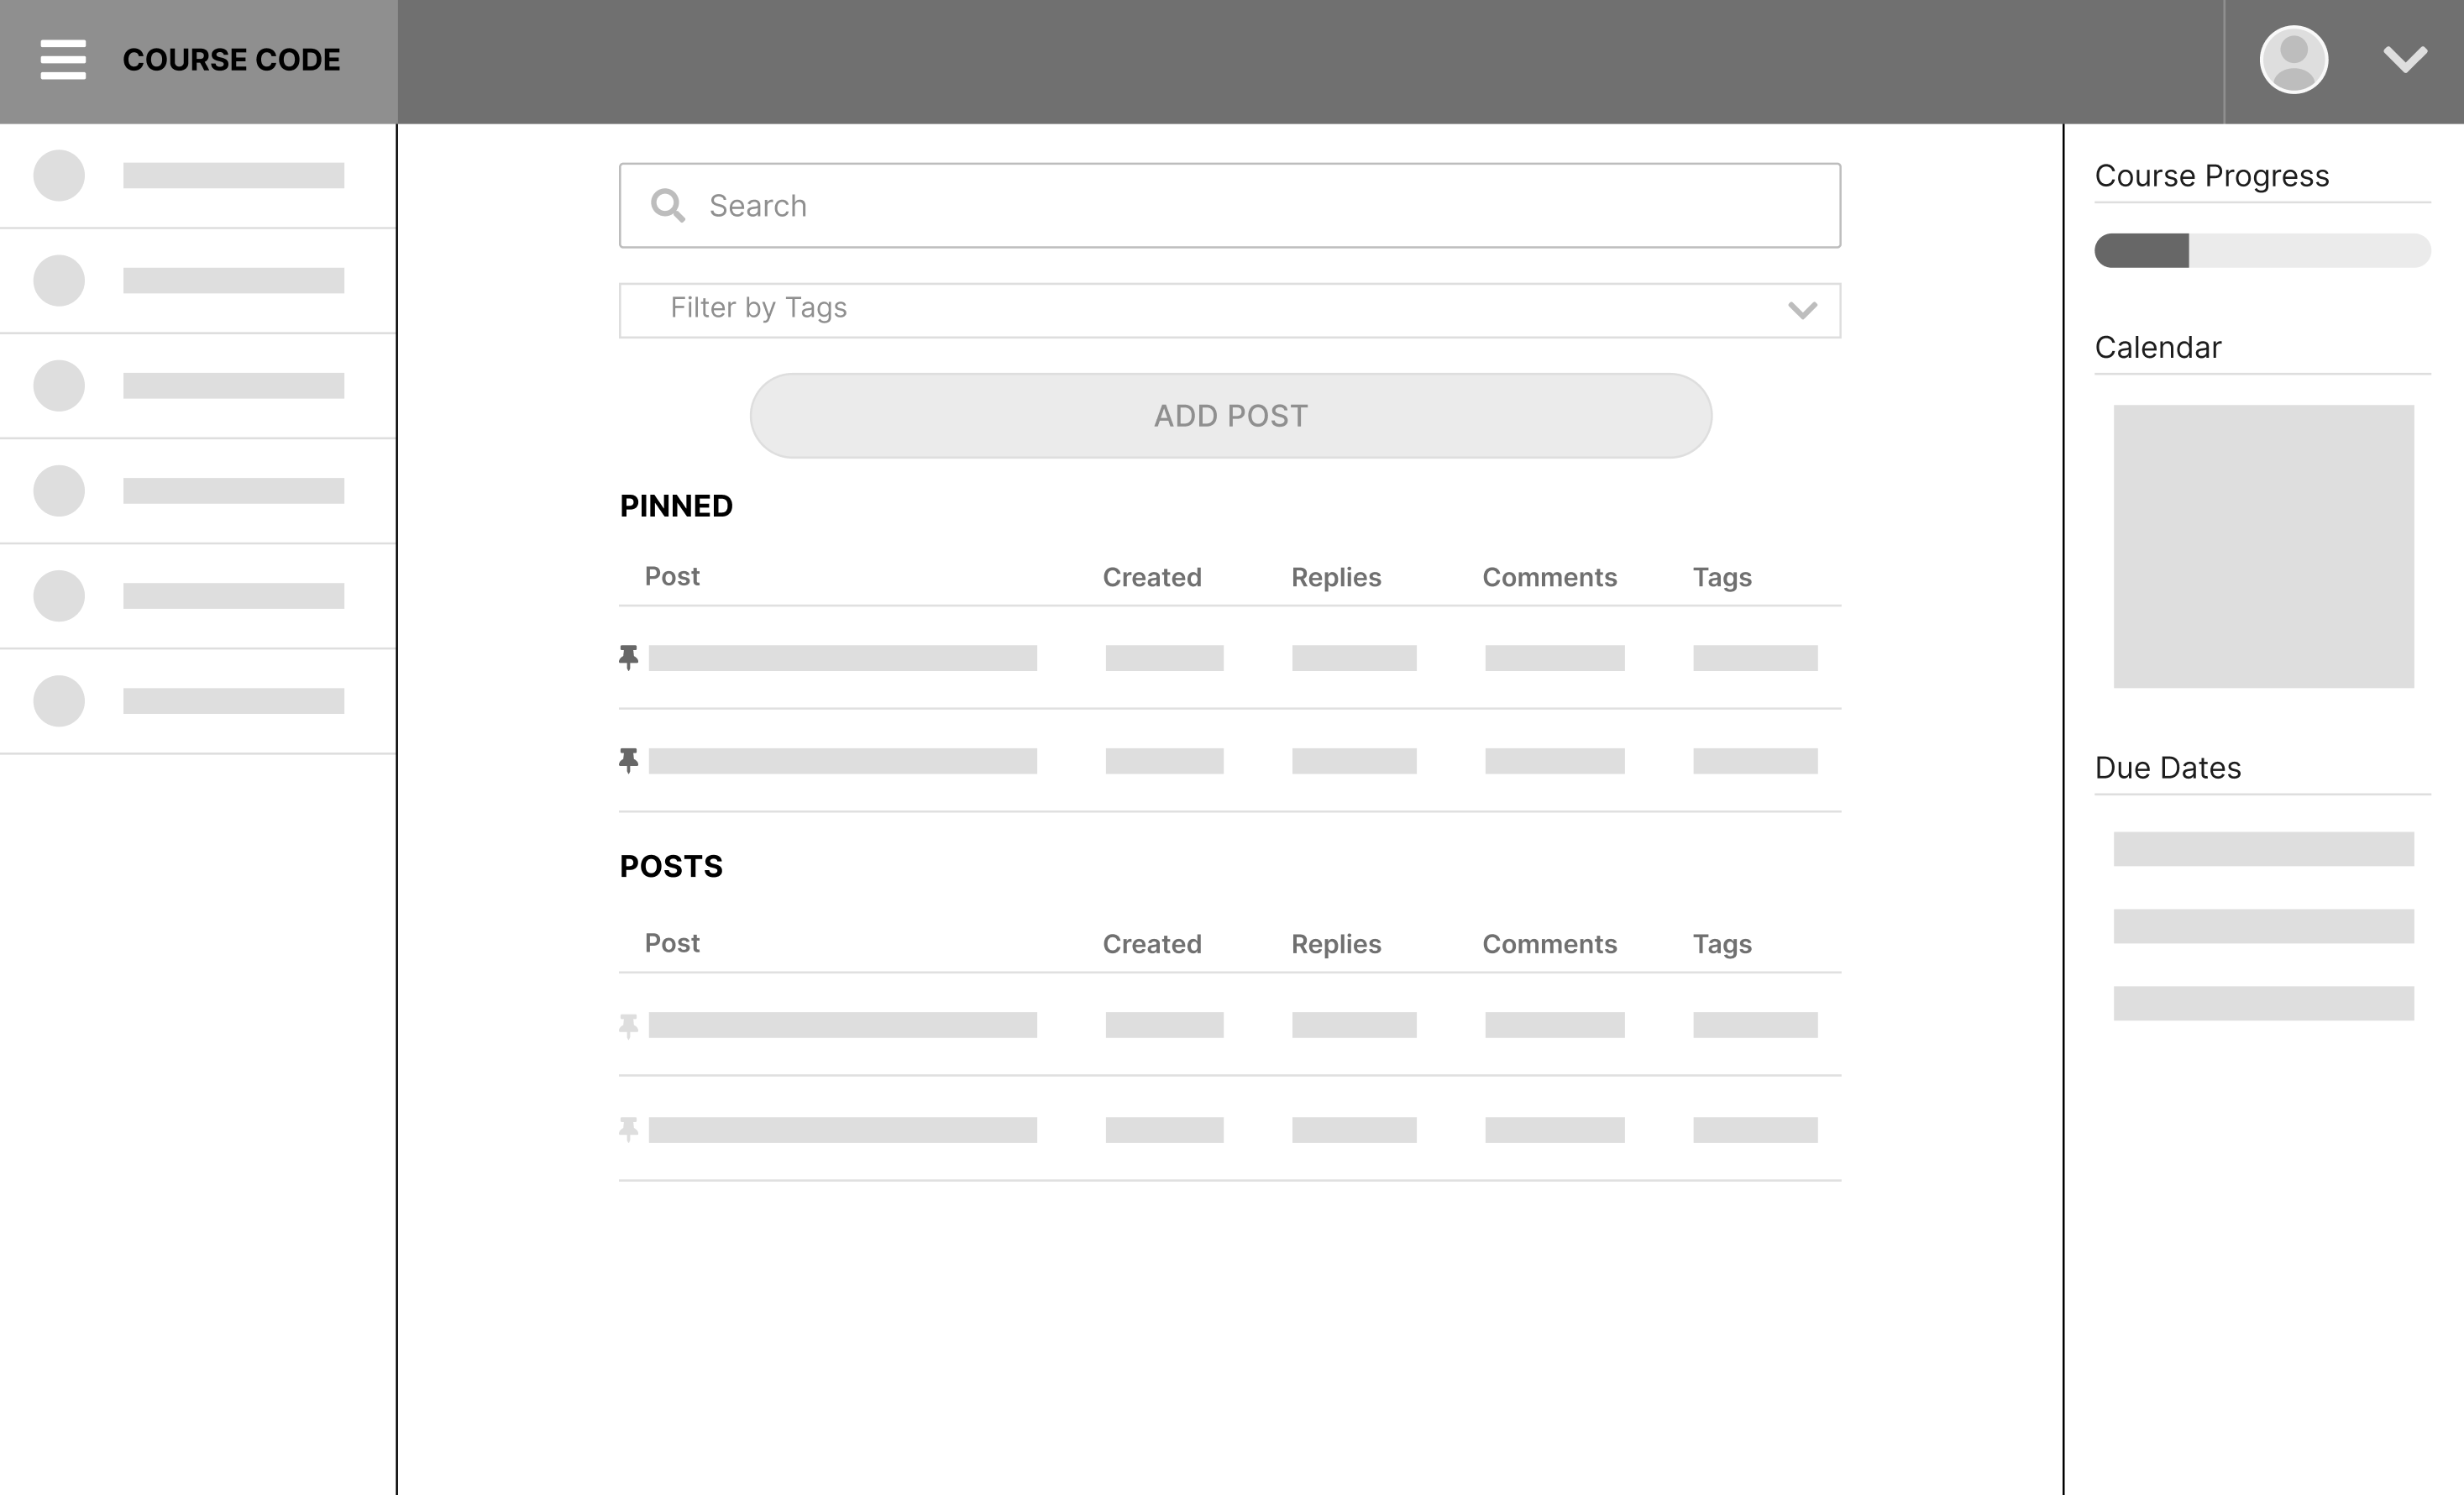 COURSE CODE
Search
Filter by Tags
ADD POST
PINNED
Post Created Replies Comments Tags
POSTS
Post Created Replies Comments Tags
Course Progress
Calendar
Due Dates